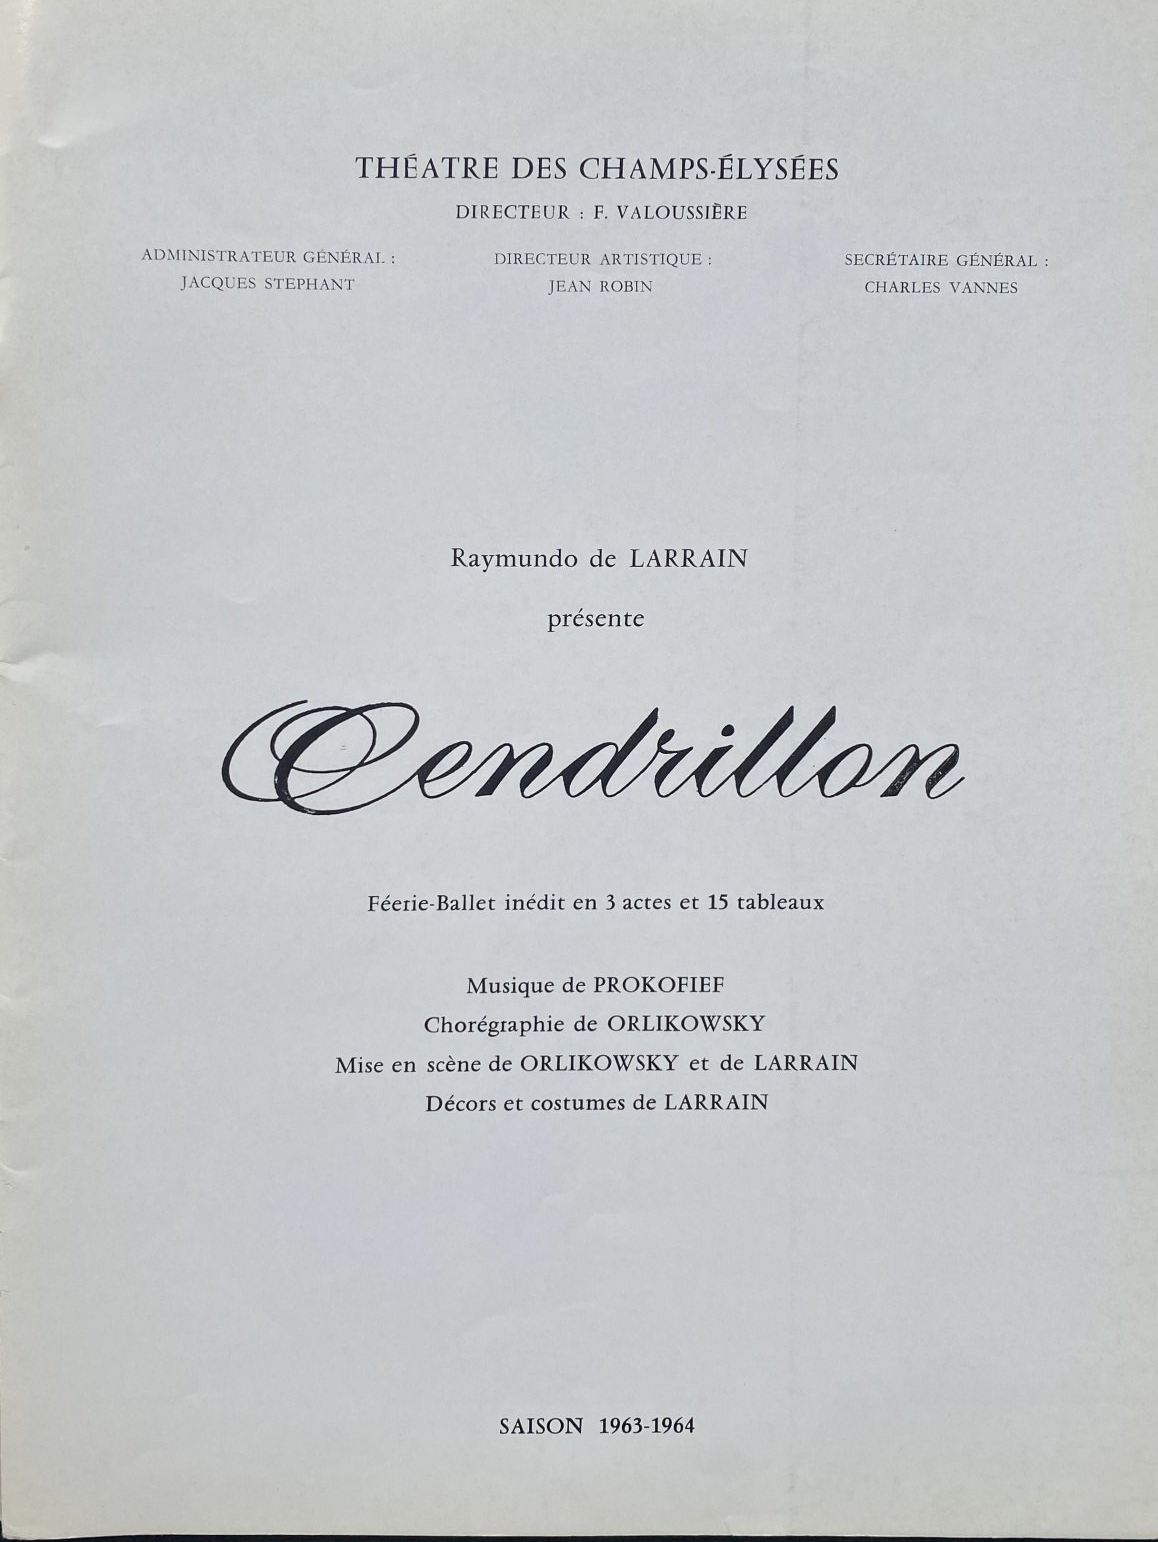 THÉATRE DES CHAMPS-ÉLYSÉES
DIRECTEUR : F. VALOUSSIÈRE
ADMINISTRATEUR GÉNÉRAL :
JACQUES STEPHANT
DIRECTEUR ARTISTIQUE :
JEAN ROBIN
SECRÉTAIRE GÉNÉRAL :
CHARLES VANNES
Raymundo de LARRAIN
présente
Cendrillon
Féerie-Ballet inédit en 3 actes et 15 tableaux
Musique de PROKOFIEF
Chorégraphie de ORLIKOWSKY
Mise en scène de ORLIKOWSKY et de LARRAIN
Décors et costumes de LARRAIN
SAISON 1963-1964